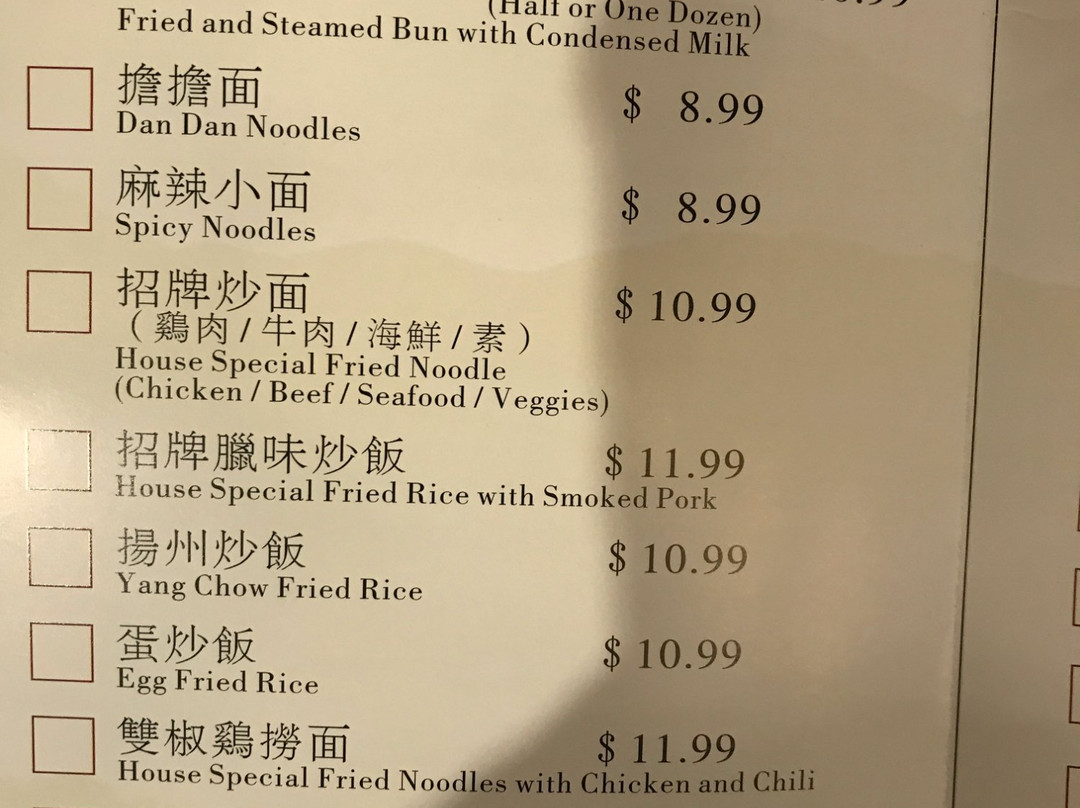 (Half or One Dozen)
Fried and Steamed Bun with Condensed Milk
擔擔面
$ 8.99
Dan Dan Noodles
麻辣小面
$ 8.99
Spicy Noodles
招牌炒面
$ 10.99
（鷄肉/牛肉/海鮮/素）
House Special Fried Noodle
(Chicken / Beef / Seafood / Veggies)
招牌臘味炒飯
$ 11.99
House Special Fried Rice with Smoked Pork
揚州炒飯
$ 10.99
Yang Chow Fried Rice
蛋炒飯
$ 10.99
Egg Fried Rice
雙椒鷄撈面
$ 11.99
House Special Fried Noodles with Chicken and Chili